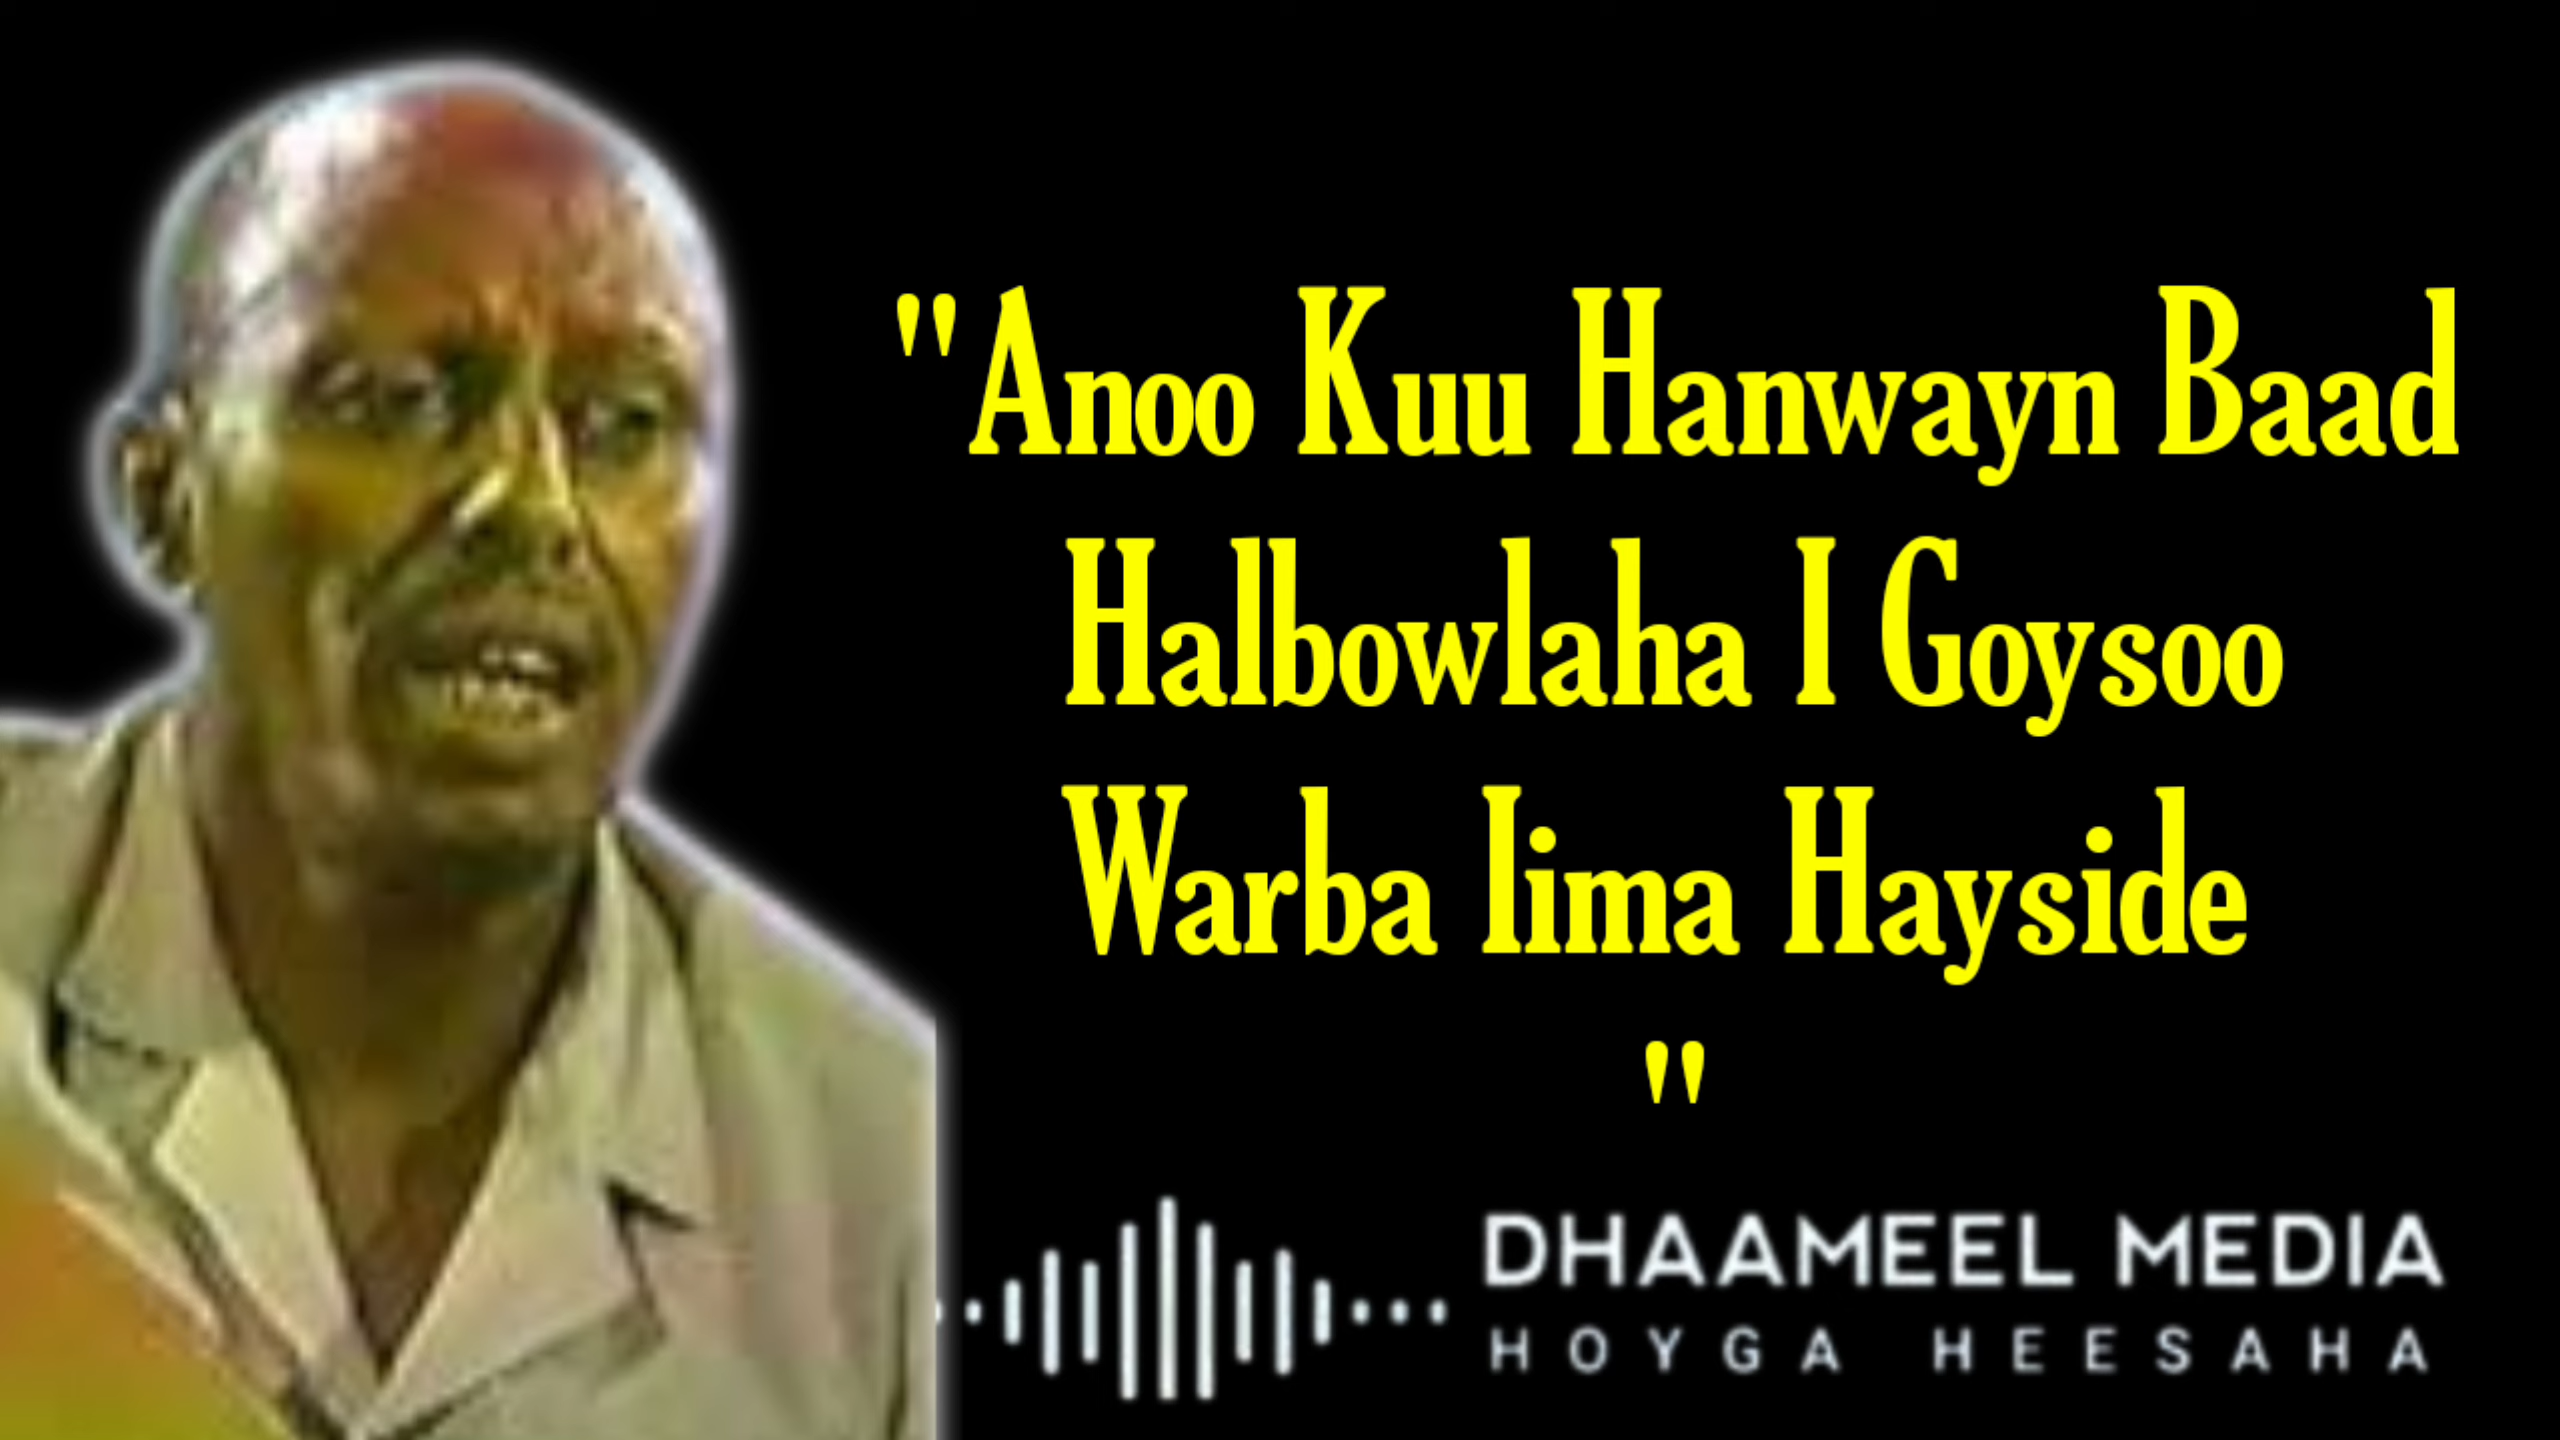 "Anoo Kuu Hanwayn Baad
Halbowlaha I Goysoo
Warba Iima Hayside
"
DHAAMEEL MEDIA
HOYGA HEESAHA